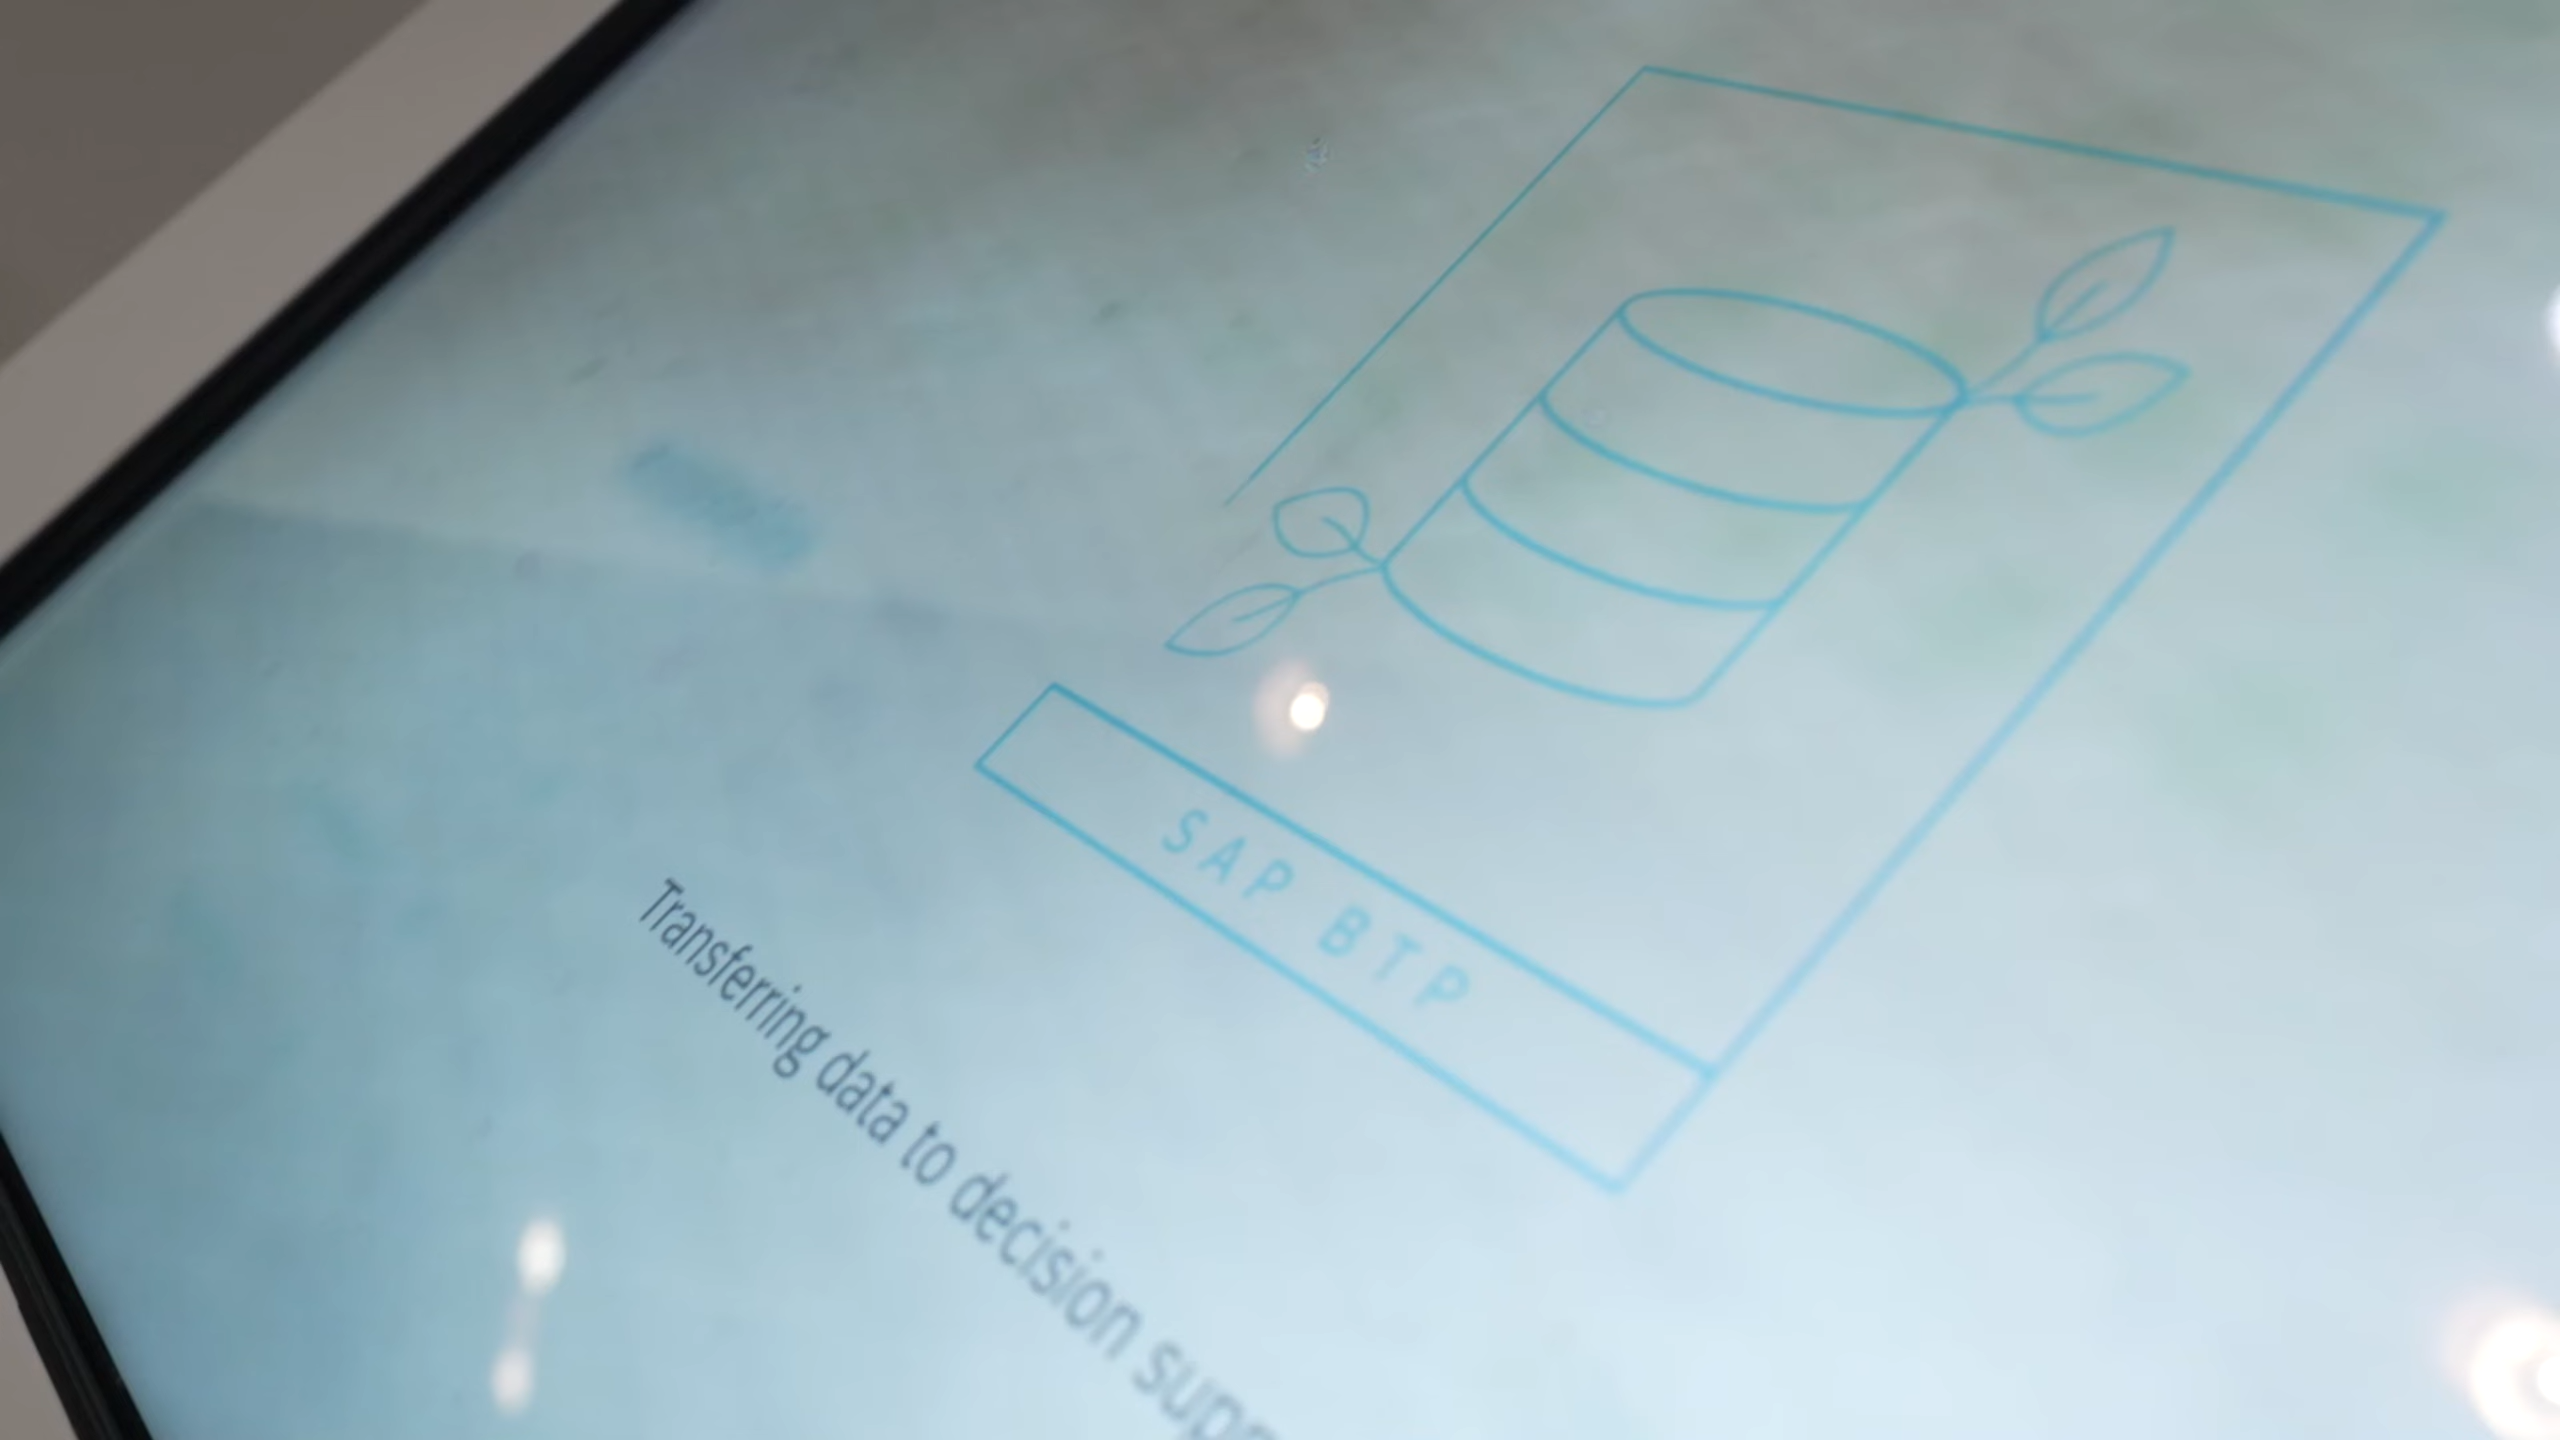 SAP BTP
Transferring data to decision